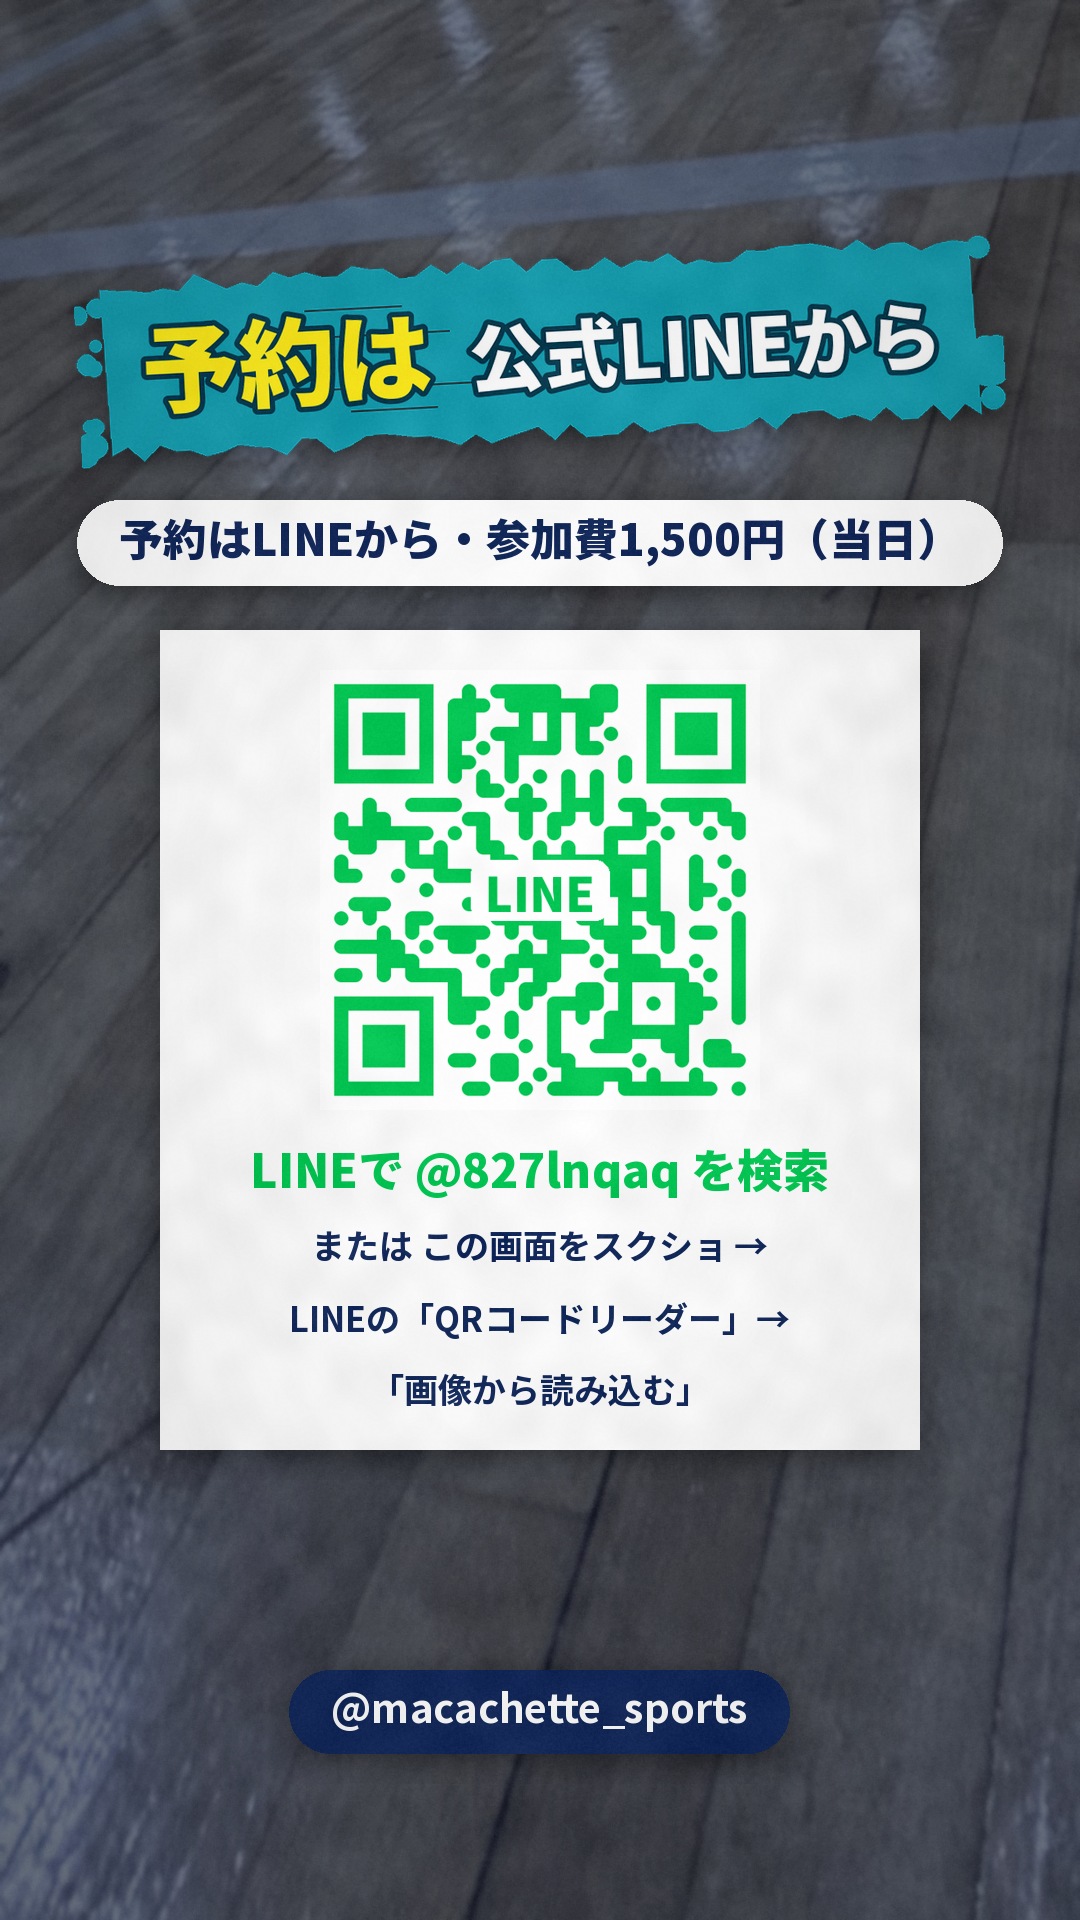 予約は 公式LINEから
予約はLINEから・参加費1,500円（当日）
LINE
LINEで @827lnqaq を検索
または この画面をスクショ →
LINEの「QRコードリーダー」→
「画像から読み込む」
@macachette_sports